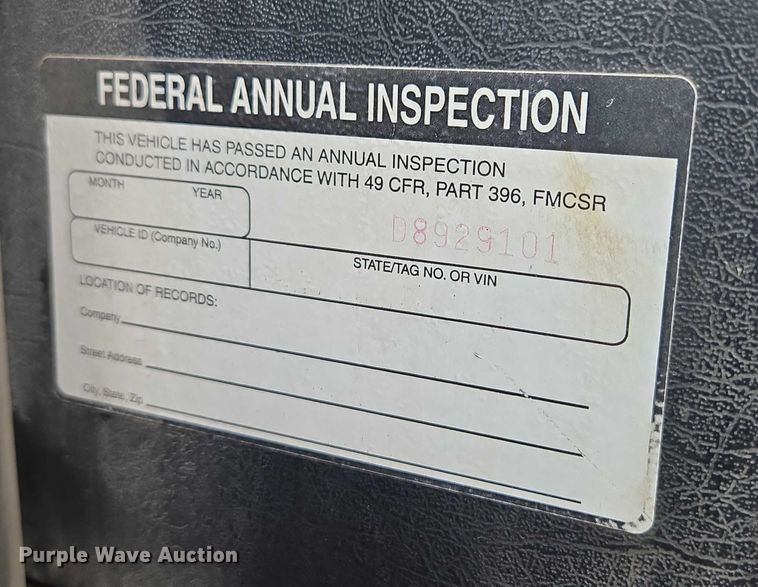 FEDERAL ANNUAL INSPECTION
THIS VEHICLE HAS PASSED AN ANNUAL INSPECTION
CONDUCTED IN ACCORDANCE WITH 49 CFR, PART 396, FMCSR
MONTH YEAR
D8929101
VEHICLE ID (Company No.)
STATE/TAG NO. OR VIN
LOCATION OF RECORDS:
Company
Street Address
City, State, Zip
Purple Wave Auction